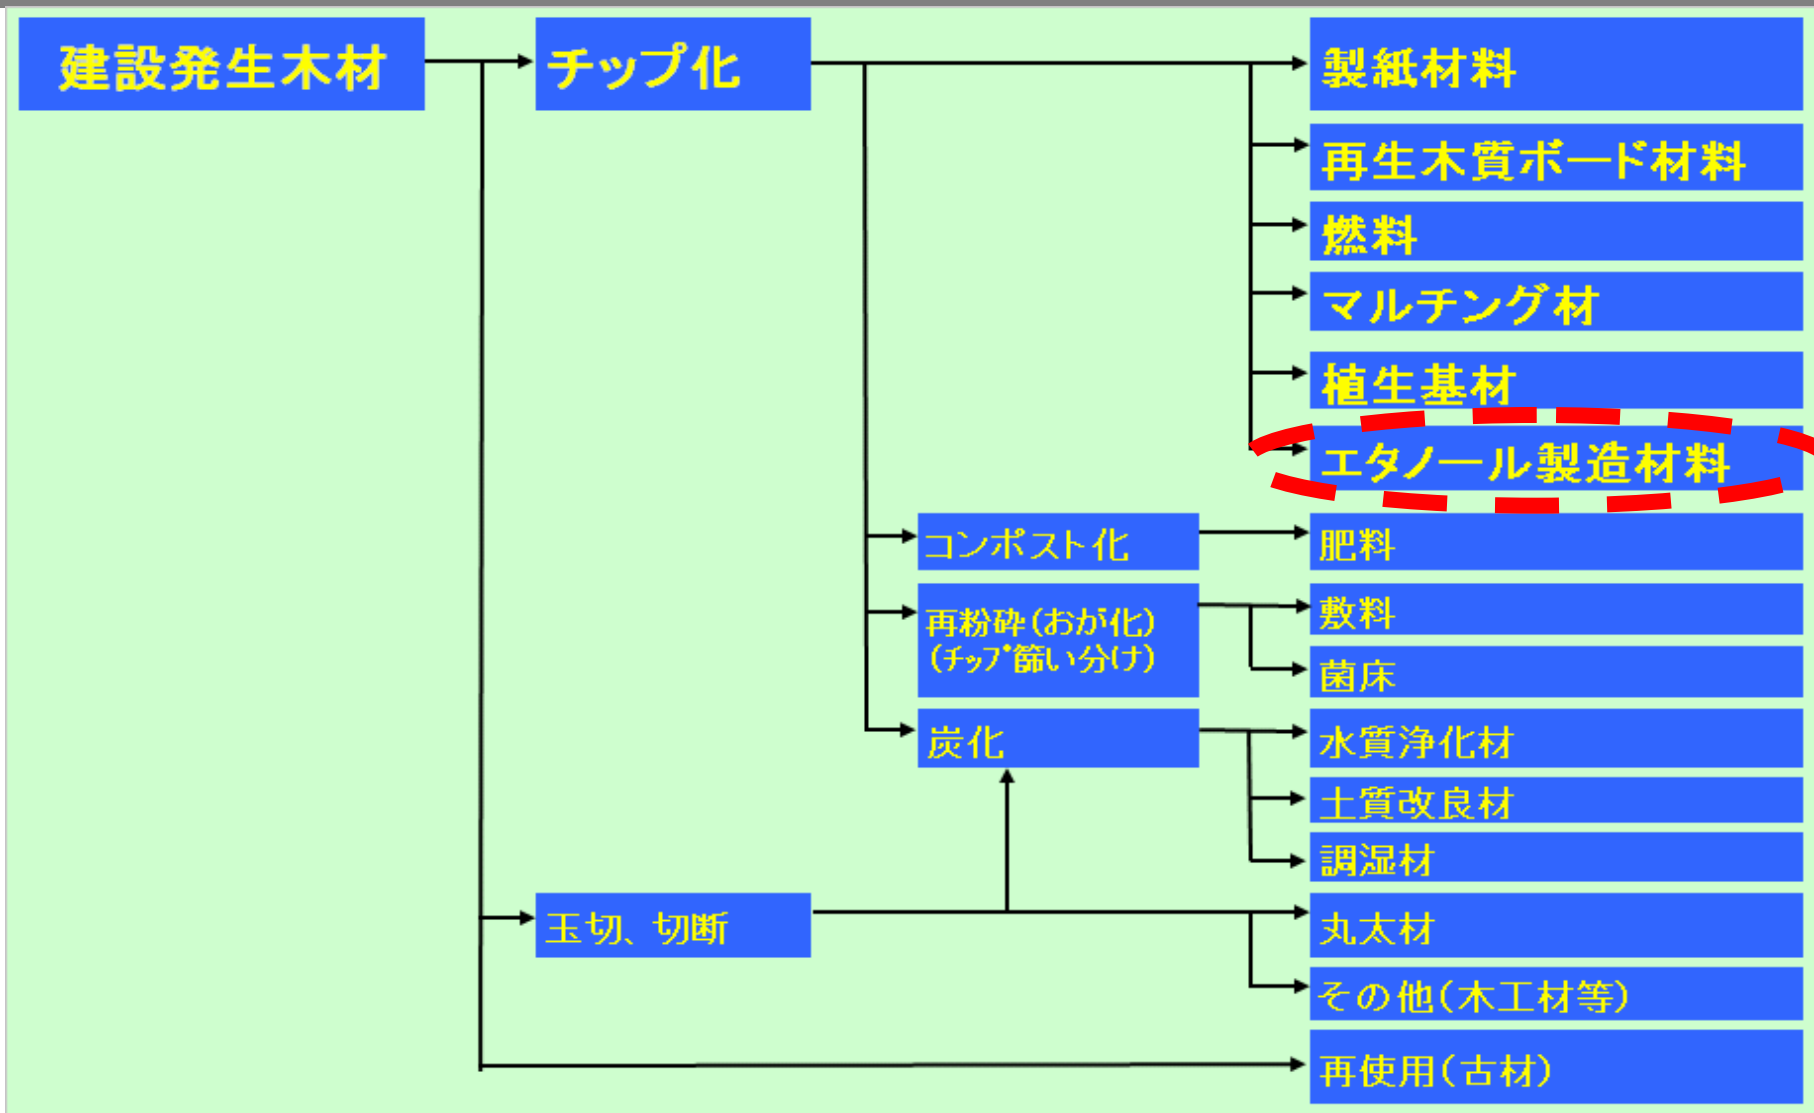 建設発生木材
チップ化
製紙材料
再生木質ボード材料
燃料
マルチング材
植生基材
エタノール製造材料
コンポスト化
肥料
再粉砕(おが化)
(ﾁｯﾌﾟ篩い分け)
敷料
菌床
炭化
水質浄化材
土質改良材
調湿材
玉切、切断
丸太材
その他(木工材等)
再使用(古材)